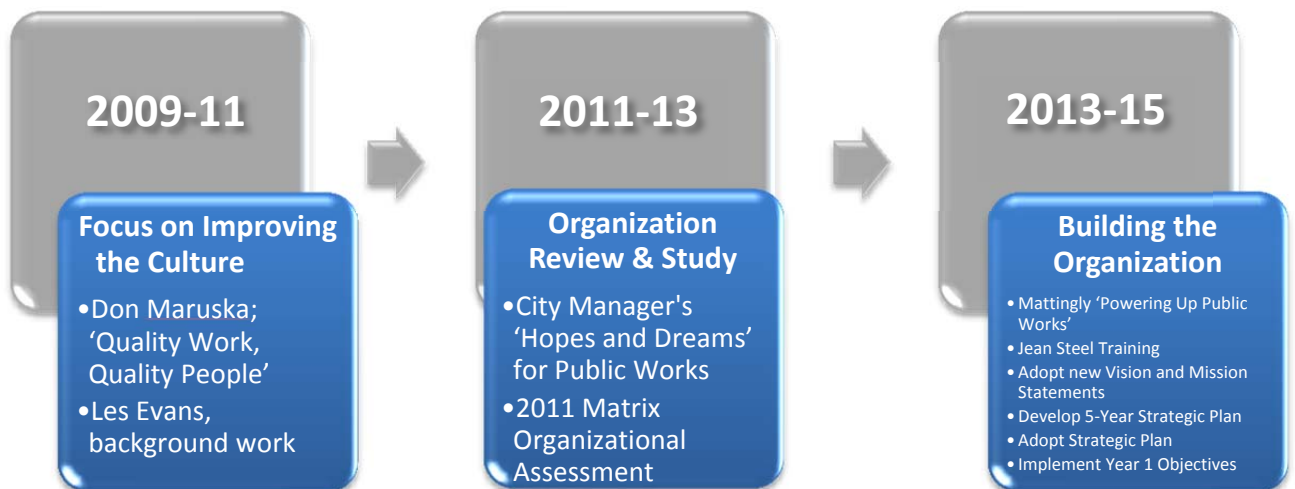 2009-11
Focus on Improving
the Culture
•Don Maruska;
‘Quality Work,
Quality People’
•Les Evans,
background work
2011-13
Organization
Review & Study
•City Manager's
‘Hopes and Dreams’
for Public Works
•2011 Matrix
Organizational
Assessment
2013-15
Building the
Organization
•Mattingly ‘Powering Up Public
Works’
•Jean Steel Training
•Adopt new Vision and Mission
Statements
•Develop 5-Year Strategic Plan
•Adopt Strategic Plan
•Implement Year 1 Objectives